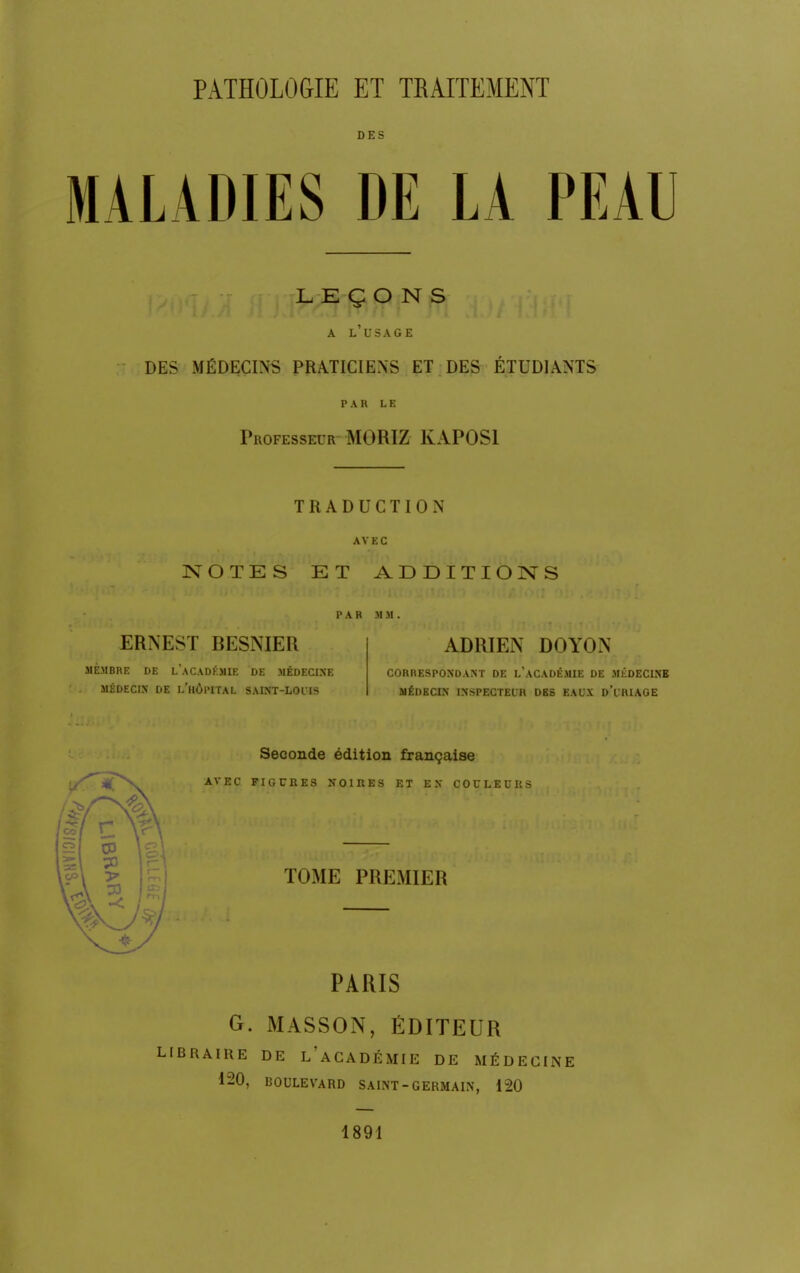 PATHOLOGIE ET TRAITEMENT
DES
MALADIES DE LA PEAU
LEÇONS
A L'USAGE
DES MÉDECINS PRATICIENS ET DES ÉTUDIANTS
PAR LE
PROFESSEUR MORIZ KAPOSI
TRADUCTION
AVEC
NOTES ET ADDITIONS
PAR MM.
ERNEST BESNIER
MEMBRE DE L'ACADÉMIE DE MÉDECINE
MÉDECIN DE L'HÔPITAL SAINT-LOUIS
ADRIEN DOYON
CORRESPONDANT DE L'ACADÉMIE DE MÉDECINE
MÉDECIN INSPECTEUR DES EAUX D'URIAGE
Seconde édition française
AVEC FIGURES NOIRES ET EN COULEURS
LIBRARY
COLLEGE
PHYSICIANS
TOME PREMIER
PARIS
G. MASSON, ÉDITEUR
LIBRAIRE DE L'ACADÉMIE DE MÉDECINE
120, BOULEVARD SAINT-GERMAIN, 120
1891